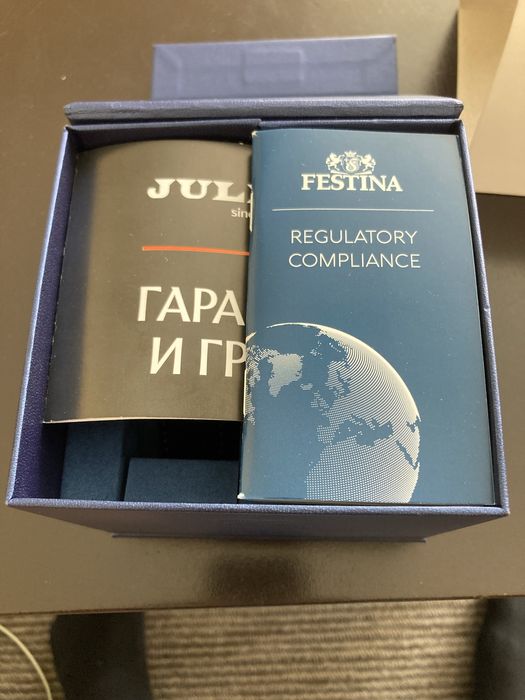 JUL
sin
ГАРА
И ГР
FESTINA
REGULATORY
COMPLIANCE